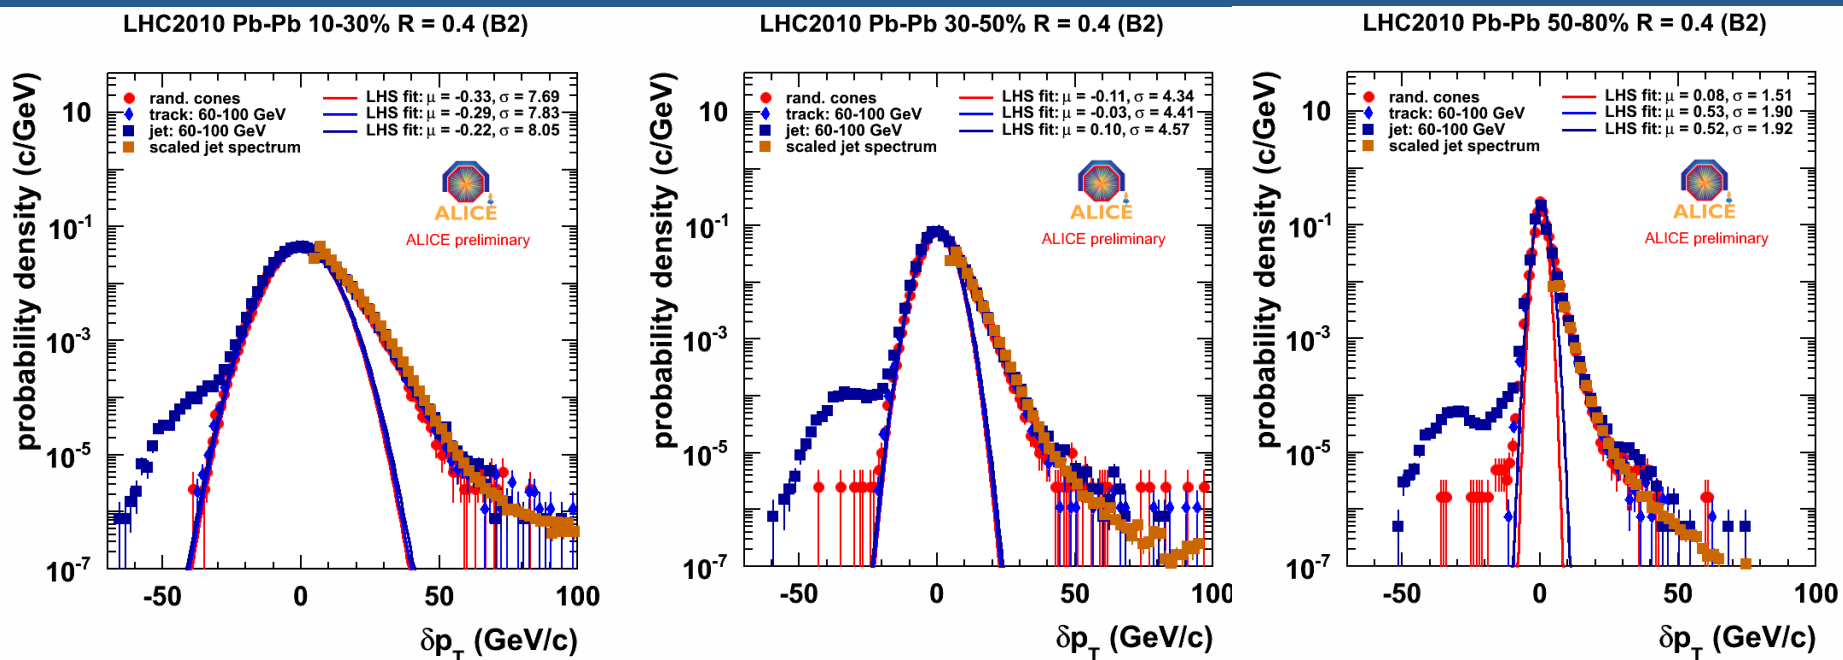 LHC2010 Pb-Pb 10-30% R = 0.4 (B2)
probability density (c/GeV)
10
10-1
10-3
10-5
10-7
rand. cones
track: 60-100 GeV
jet: 60-100 GeV
scaled jet spectrum
LHS fit: μ = -0.33, σ = 7.69
LHS fit: μ = -0.29, σ = 7.83
LHS fit: μ = -0.22, σ = 8.05
ALICE
ALICE preliminary
-50 0 50 100
δpT (GeV/c)
LHC2010 Pb-Pb 30-50% R = 0.4 (B2)
probability density (c/GeV)
10
10-1
10-3
10-5
10-7
rand. cones
track: 60-100 GeV
jet: 60-100 GeV
scaled jet spectrum
LHS fit: μ = -0.11, σ = 4.34
LHS fit: μ = -0.03, σ = 4.41
LHS fit: μ = 0.10, σ = 4.57
ALICE
ALICE preliminary
-50 0 50 100
δpT (GeV/c)
LHC2010 Pb-Pb 50-80% R = 0.4 (B2)
probability density (c/GeV)
10
10-1
10-3
10-5
10-7
rand. cones
track: 60-100 GeV
jet: 60-100 GeV
scaled jet spectrum
LHS fit: μ = 0.08, σ = 1.51
LHS fit: μ = 0.53, σ = 1.90
LHS fit: μ = 0.52, σ = 1.92
ALICE
ALICE preliminary
-50 0 50 100
δpT (GeV/c)